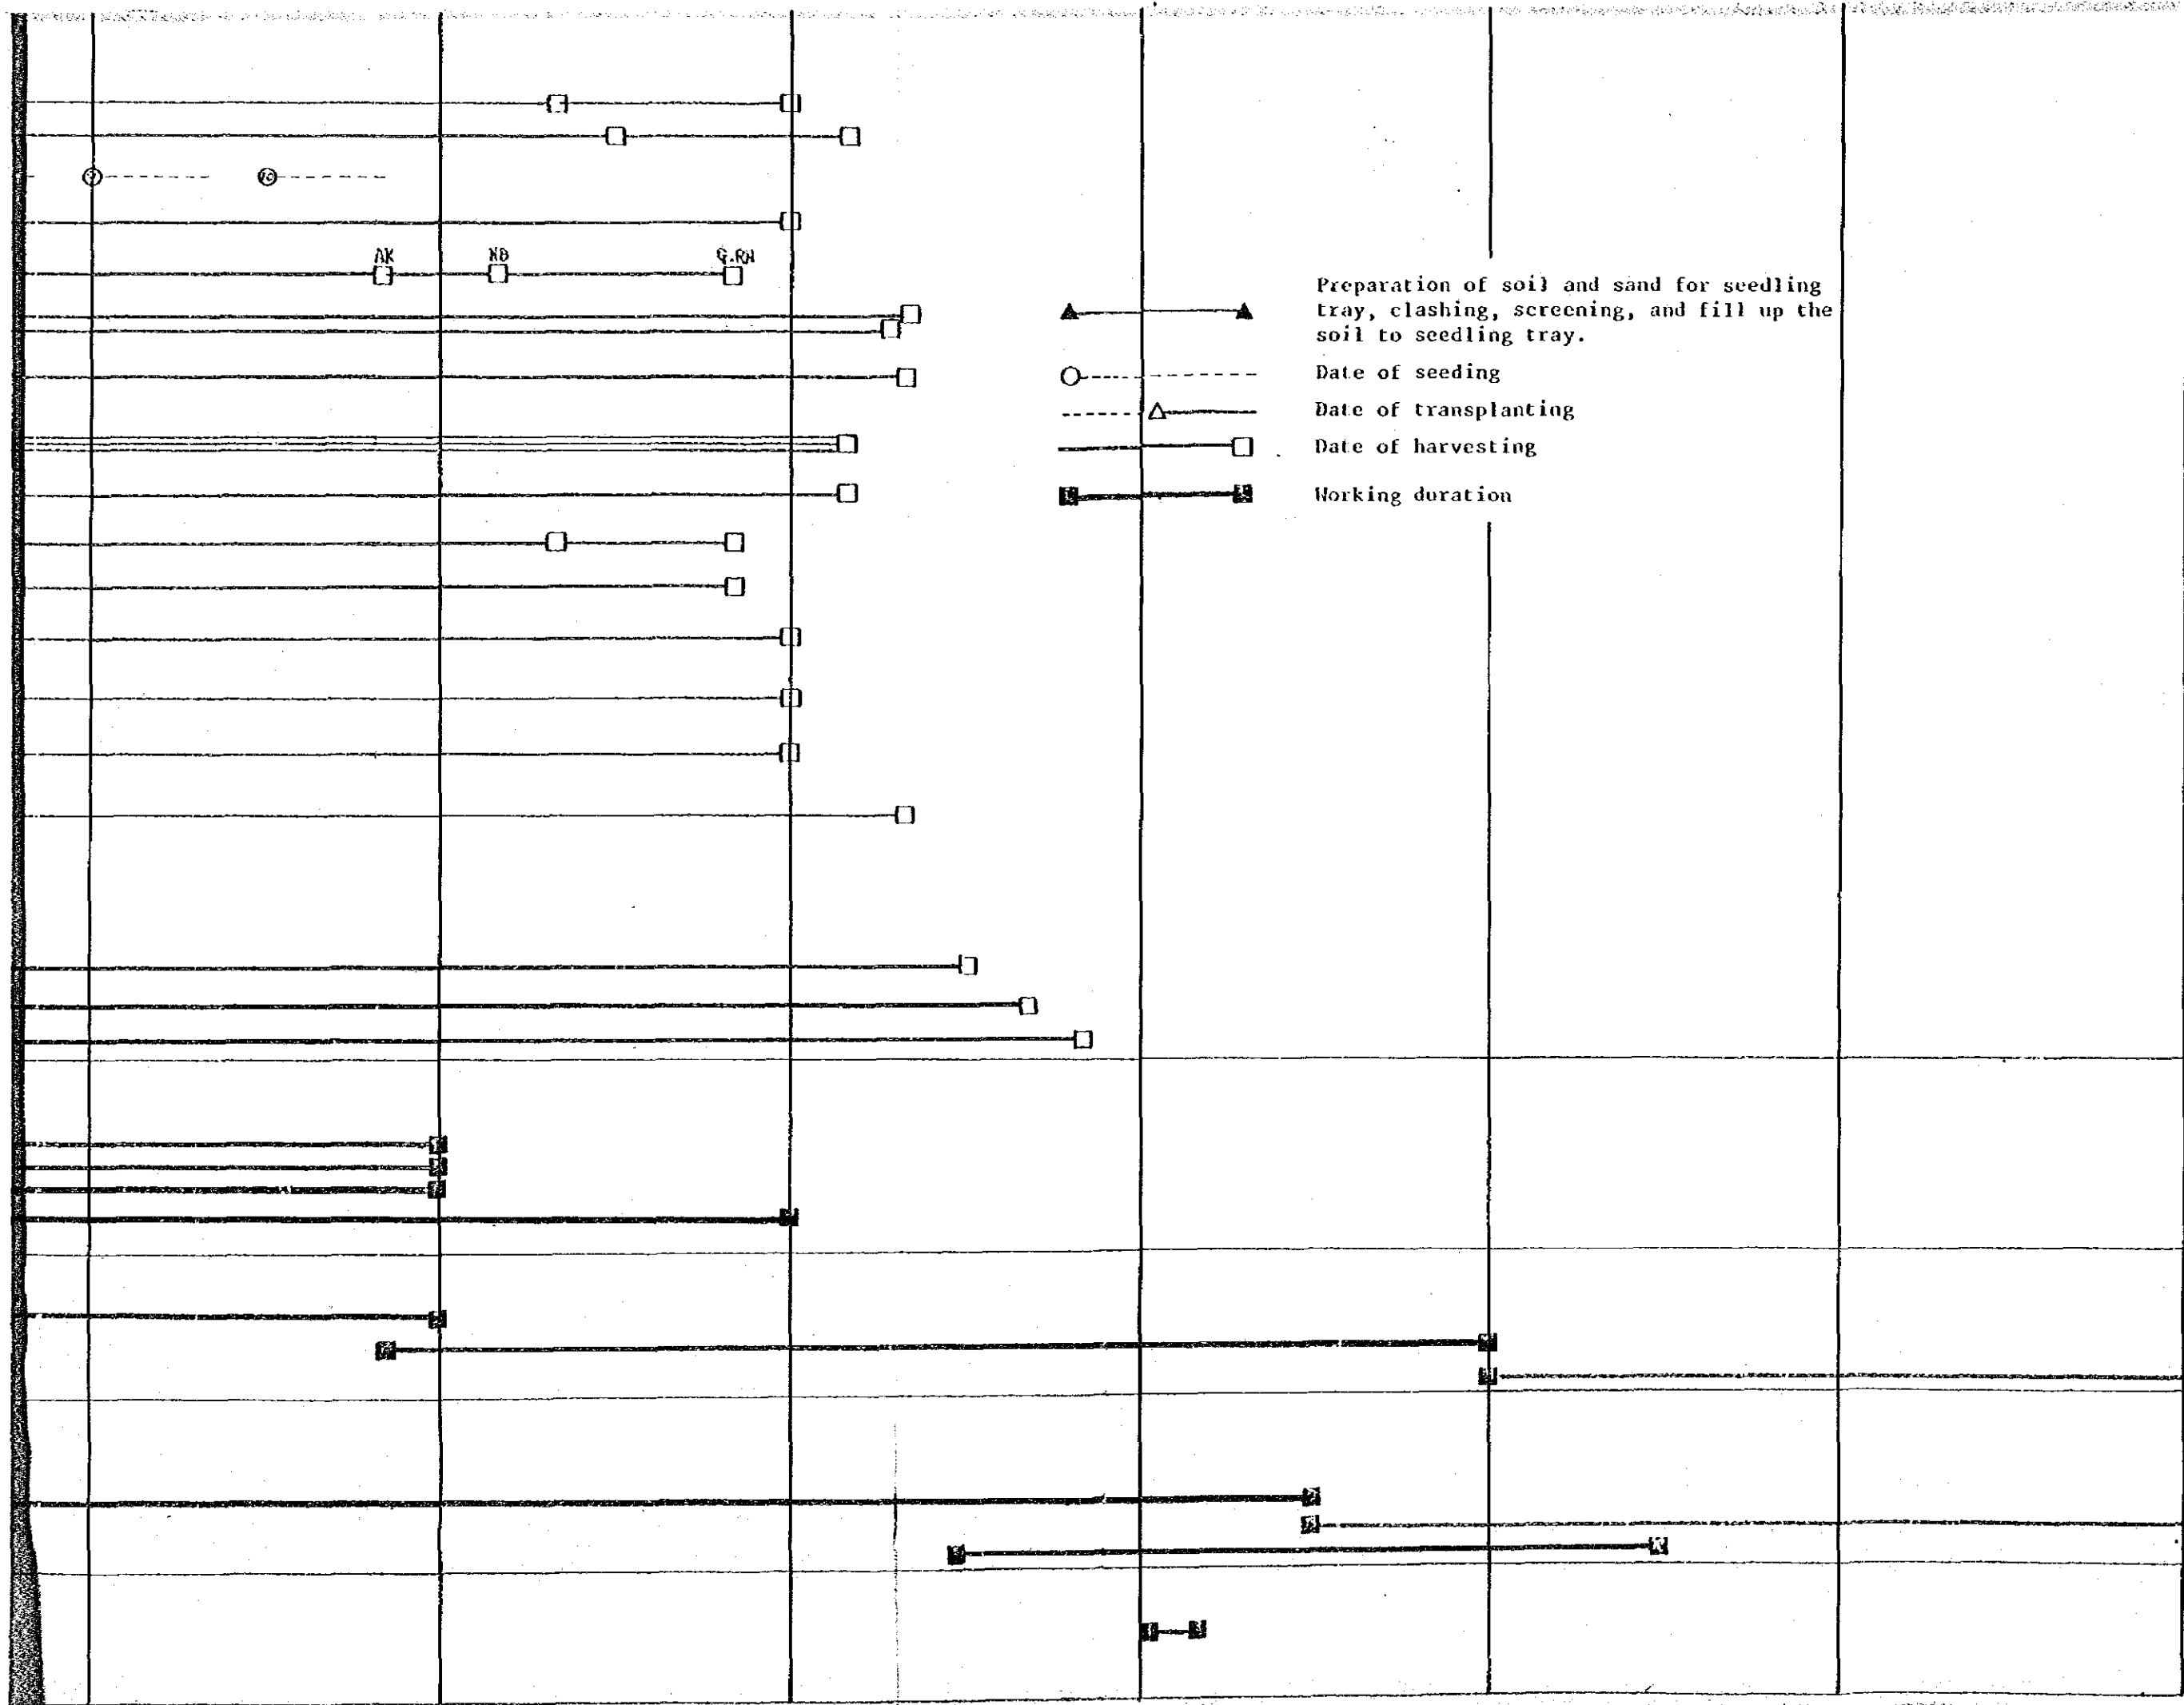 AK NB G.RH
Preparation of soil and sand for seedling
tray, clashing, screening, and fill up the
soil to seedling tray.
Date of seeding
Date of transplanting
Date of harvesting
Working duration